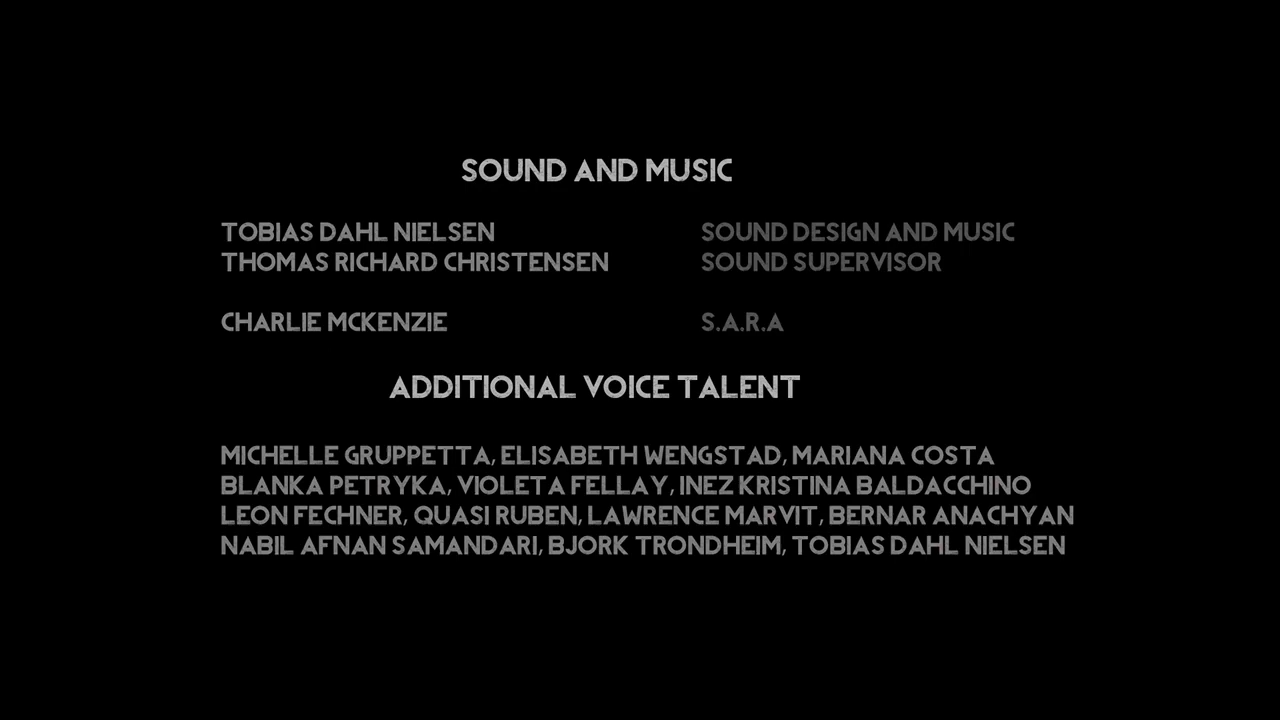 SOUND AND MUSIC
TOBIAS DAHL NIELSEN SOUND DESIGN AND MUSIC
THOMAS RICHARD CHRISTENSEN SOUND SUPERVISOR
CHARLIE MCKENZIE S.A.R.A
ADDITIONAL VOICE TALENT
MICHELLE GRUPPETTA, ELISABETH WENGSTAD, MARIANA COSTA
BLANKA PETRYKA, VIOLETA FELLAY, INEZ KRISTINA BALDACCHINO
LEON FECHNER, QUASI RUBEN, LAWRENCE MARVIT, BERNAR ANACHYAN
NABIL AFNAN SAMANDARI, BJORK TRONDHEIM, TOBIAS DAHL NIELSEN